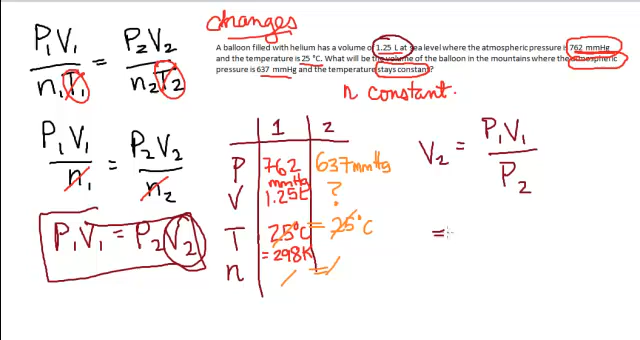 changes
A balloon filled with helium has a volume of 1.25 L at sea level where the atmospheric pressure is 762 mmHg
and the temperature is 25 °C. What will be the volume of the balloon in the mountains where the atmospheric
pressure is 637 mmHg and the temperature stays constant?
n constant.
P₁V₁ / n₁T₁ = P₂V₂ / n₂T₂
P₁V₁ / n₁ = P₂V₂ / n₂
P₁V₁ = P₂V₂
1 2
P 762 mmHg 637 mmHg
V 1.25L ?
T 25°C = 25°C
= 298K
n / = /
V₂ = P₁V₁ / P₂
=